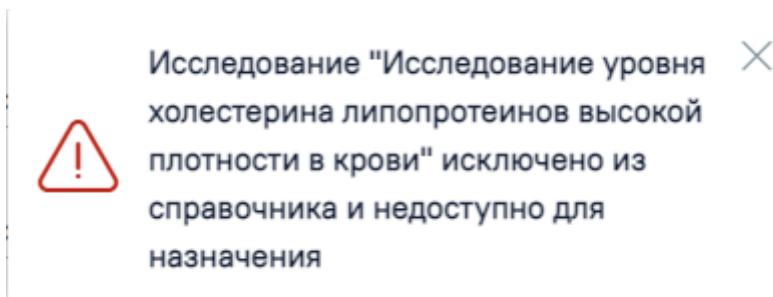 Исследование "Исследование уровня
холестерина липопротеинов высокой
плотности в крови" исключено из
справочника и недоступно для
назначения